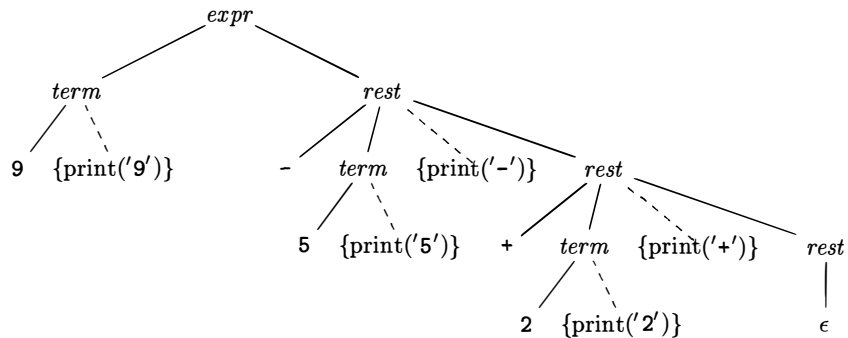 expr
term rest
9 {print('9')} - term {print('-')} rest
5 {print('5')} + term {print('+')} rest
2 {print('2')} ϵ